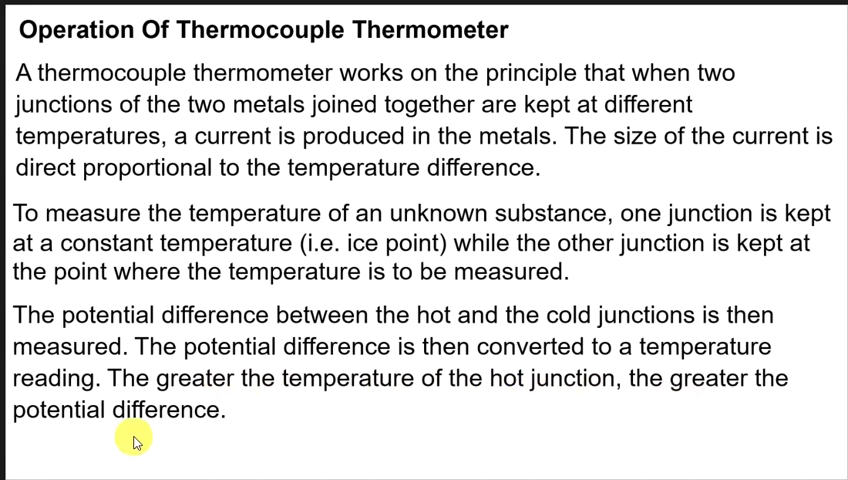 Operation Of Thermocouple Thermometer
A thermocouple thermometer works on the principle that when two
junctions of the two metals joined together are kept at different
temperatures, a current is produced in the metals. The size of the current is
direct proportional to the temperature difference.
To measure the temperature of an unknown substance, one junction is kept
at a constant temperature (i.e. ice point) while the other junction is kept at
the point where the temperature is to be measured.
The potential difference between the hot and the cold junctions is then
measured. The potential difference is then converted to a temperature
reading. The greater the temperature of the hot junction, the greater the
potential difference.